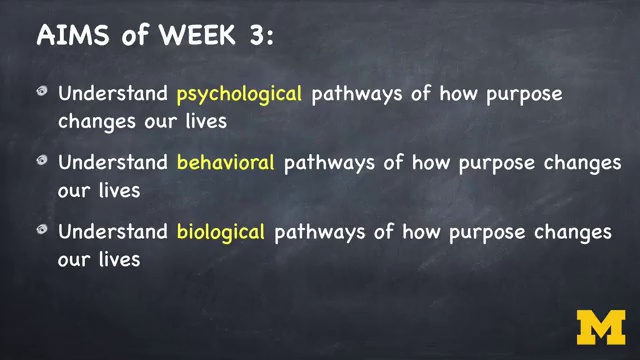 AIMS of WEEK 3:
Understand psychological pathways of how purpose
changes our lives
Understand behavioral pathways of how purpose changes
our lives
Understand biological pathways of how purpose changes
our lives
M